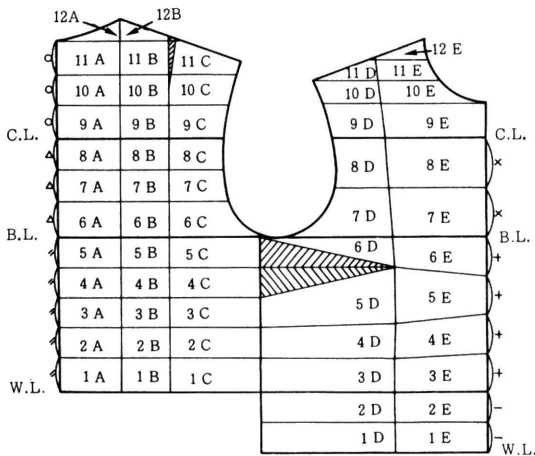 12A 12B
12 E
11 A 11 B 11 C 11 D 11 E
10 A 10 B 10 C 10 D 10 E
9 A 9 B 9 C 9 D 9 E
C.L. C.L.
8 A 8 B 8 C 8 D 8 E
7 A 7 B 7 C 7 D 7 E
6 A 6 B 6 C
B.L. B.L.
6 D 6 E
5 A 5 B 5 C
4 A 4 B 4 C
5 D 5 E
3 A 3 B 3 C
2 A 2 B 2 C 4 D 4 E
1 A 1 B 1 C 3 D 3 E
W.L.
2 D 2 E
1 D 1 E
W.L.